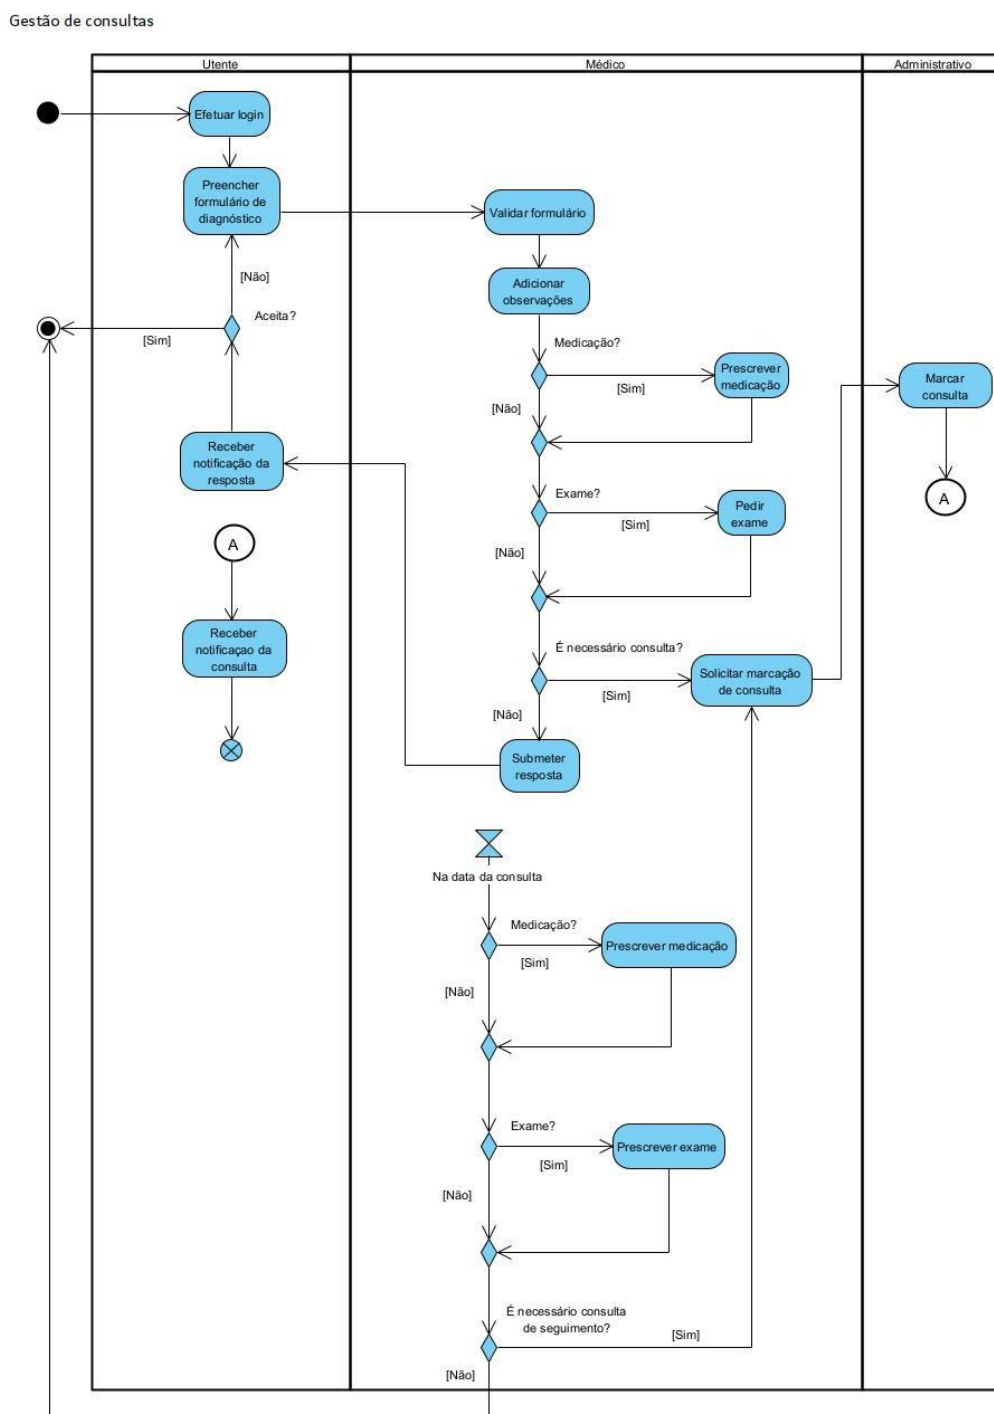 Gestão de consultas
Utente
Médico
Administrativo
Efetuar login
Preencher
formulário de
diagnóstico
Validar formulário
[Não]
Adicionar
observações
Aceita?
[Sim]
Medicação?
[Sim]
Prescrever
medicação
Marcar
consulta
[Não]
Receber
notificação da
resposta
Exame?
[Sim]
Pedir
exame
A
A
[Não]
Receber
notificaçao da
consulta
É necessário consulta?
[Sim]
Solicitar marcação
de consulta
[Não]
Submeter
resposta
Na data da consulta
Medicação?
[Sim]
Prescrever medicação
[Não]
Exame?
[Sim]
Prescrever exame
[Não]
É necessário consulta
de seguimento?
[Sim]
[Não]